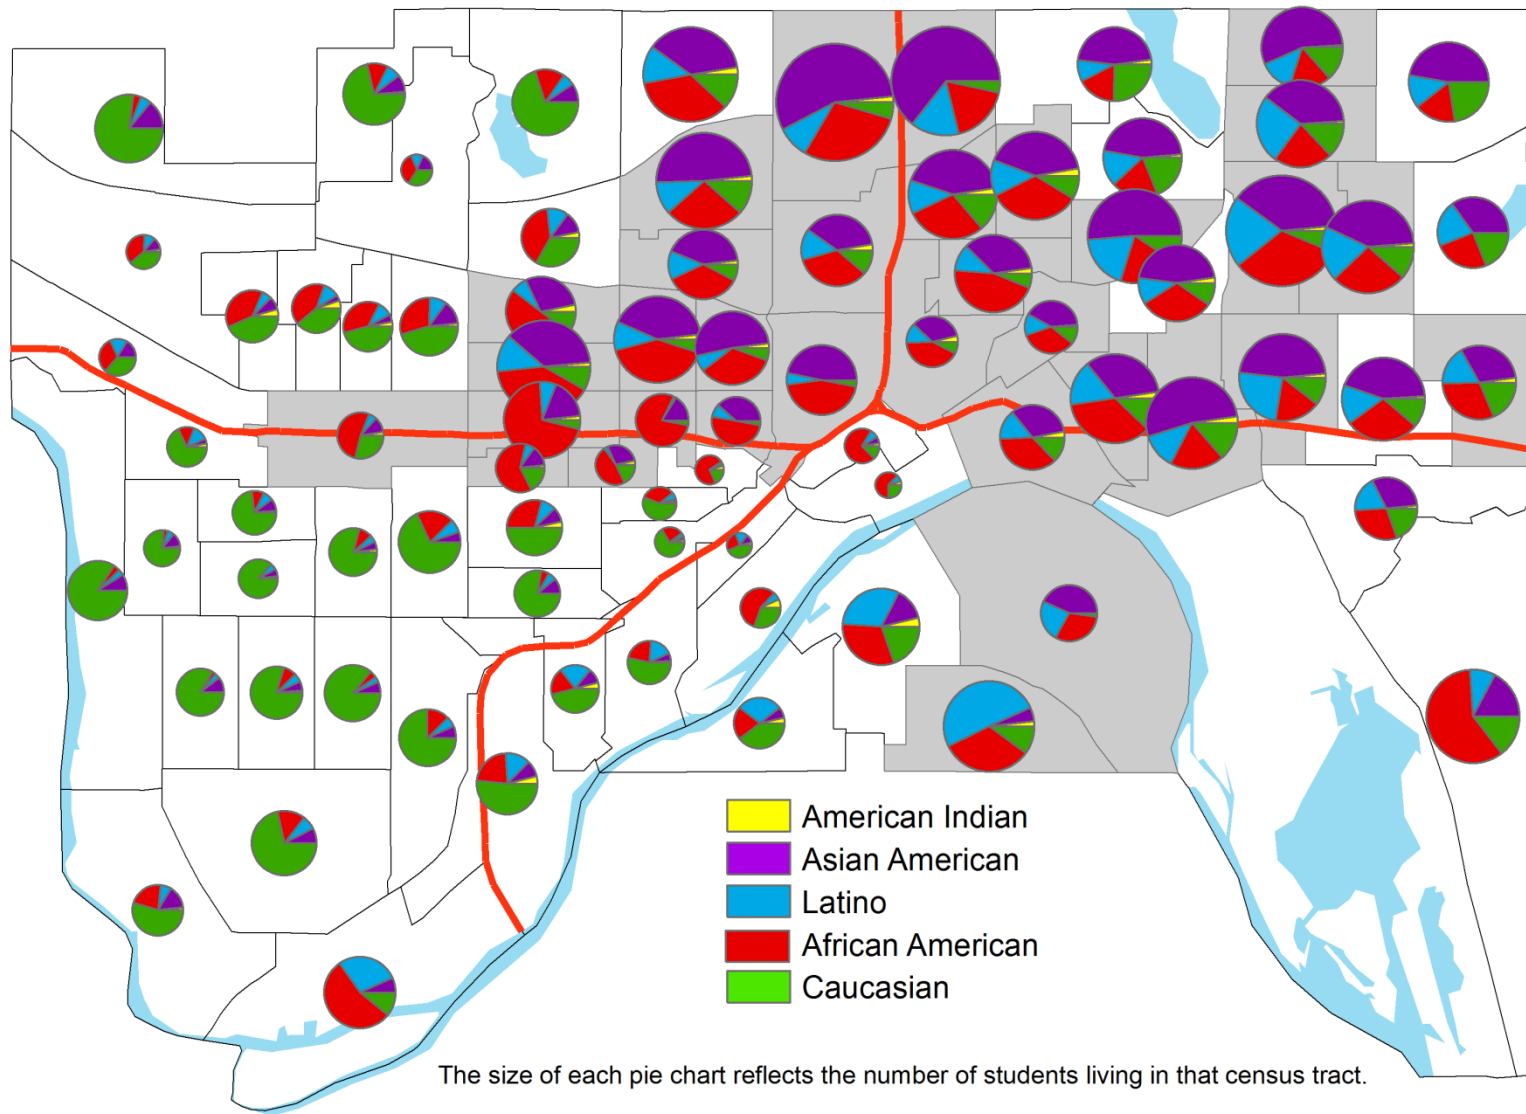 American Indian
Asian American
Latino
African American
Caucasian
The size of each pie chart reflects the number of students living in that census tract.